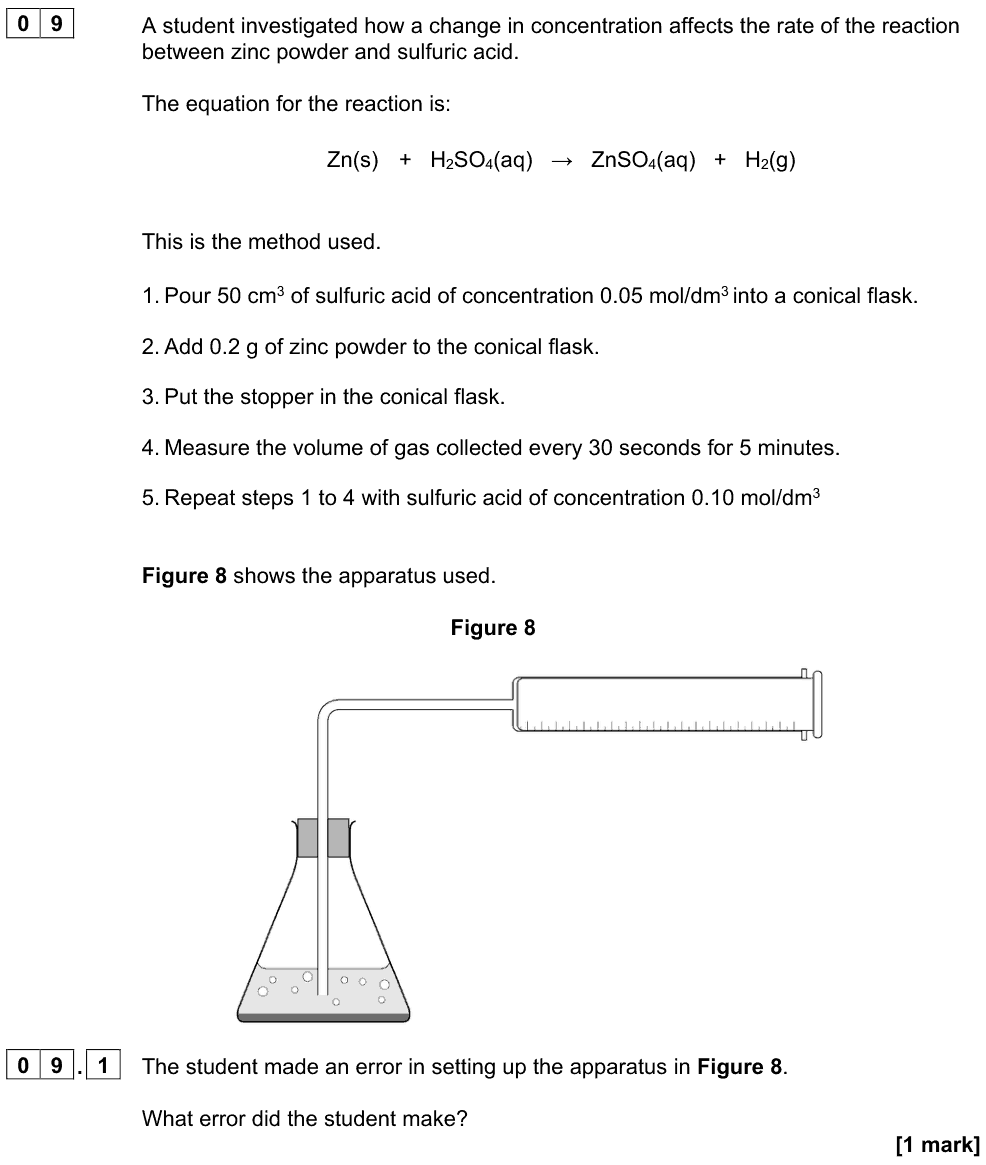 0 9 A student investigated how a change in concentration affects the rate of the reaction
between zinc powder and sulfuric acid.
The equation for the reaction is:
Zn(s) + H₂SO₄(aq) → ZnSO₄(aq) + H₂(g)
This is the method used.
1. Pour 50 cm³ of sulfuric acid of concentration 0.05 mol/dm³ into a conical flask.
2. Add 0.2 g of zinc powder to the conical flask.
3. Put the stopper in the conical flask.
4. Measure the volume of gas collected every 30 seconds for 5 minutes.
5. Repeat steps 1 to 4 with sulfuric acid of concentration 0.10 mol/dm³
Figure 8 shows the apparatus used.
Figure 8
0 9 . 1 The student made an error in setting up the apparatus in Figure 8.
What error did the student make?
[1 mark]